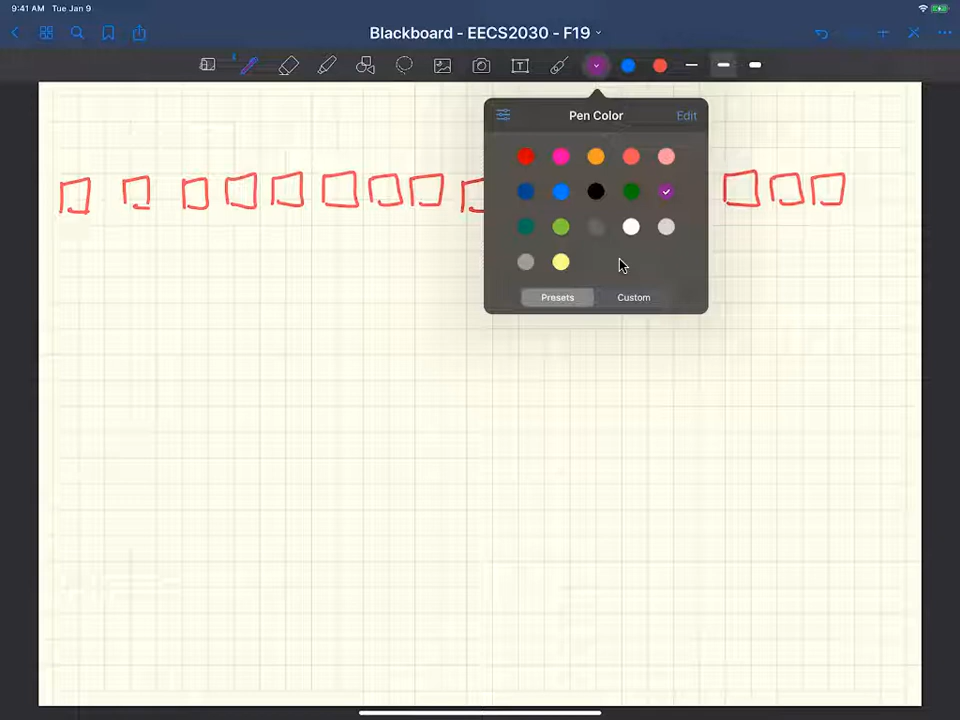 9:41 AM Tue Jan 9
Blackboard - EECS2030 - F19
T
Pen Color
Edit
Presets
Custom